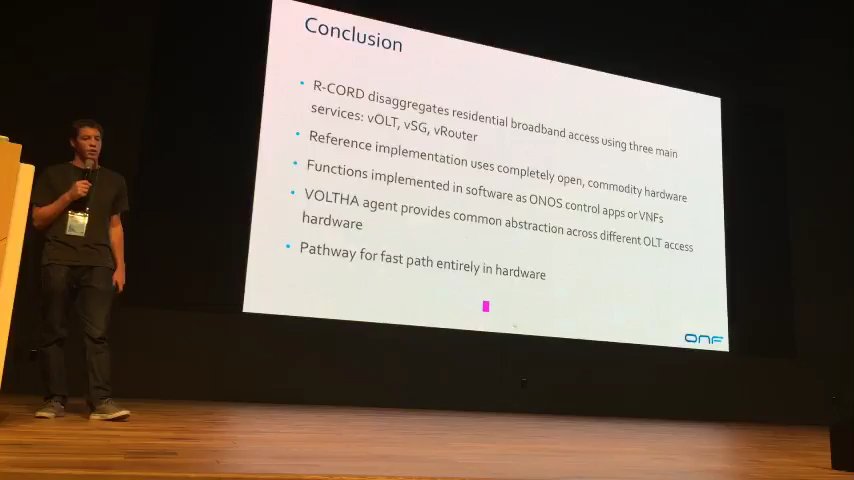 Conclusion
• R-CORD disaggregates residential broadband access using three main
services: vOLT, vSG, vRouter
• Reference implementation uses completely open, commodity hardware
• Functions implemented in software as ONOS control apps or VNFs
• VOLTHA agent provides common abstraction across different OLT access
hardware
• Pathway for fast path entirely in hardware
onf